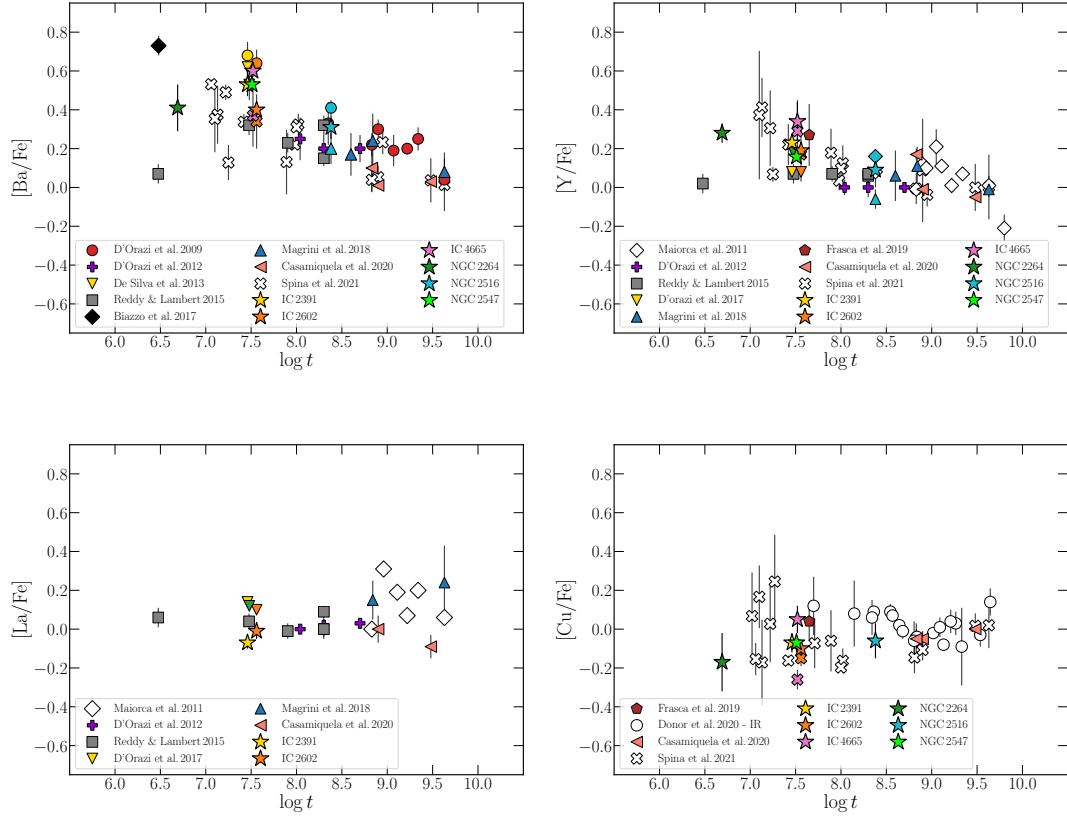 0.8
0.6
0.4
0.2
0.0
−0.2
−0.4
−0.6
[Ba/Fe]
D'Orazi et al. 2009
D'Orazi et al. 2012
De Silva et al. 2013
Reddy & Lambert 2015
Biazzo et al. 2017
Magrini et al. 2018
Casamiquela et al. 2020
Spina et al. 2021
IC 2391
IC 2602
IC 4665
NGC 2264
NGC 2516
NGC 2547
6.0 6.5 7.0 7.5 8.0 8.5 9.0 9.5 10.0
log t
0.8
0.6
0.4
0.2
0.0
−0.2
−0.4
−0.6
[Y/Fe]
Maiorca et al. 2011
D'Orazi et al. 2012
Reddy & Lambert 2015
D'orazi et al. 2017
Magrini et al. 2018
Frasca et al. 2019
Casamiquela et al. 2020
Spina et al. 2021
IC 2391
IC 2602
IC 4665
NGC 2264
NGC 2516
NGC 2547
6.0 6.5 7.0 7.5 8.0 8.5 9.0 9.5 10.0
log t
0.8
0.6
0.4
0.2
0.0
−0.2
−0.4
−0.6
[La/Fe]
Maiorca et al. 2011
D'Orazi et al. 2012
Reddy & Lambert 2015
D'Orazi et al. 2017
Magrini et al. 2018
Casamiquela et al. 2020
IC 2391
IC 2602
6.0 6.5 7.0 7.5 8.0 8.5 9.0 9.5 10.0
log t
0.8
0.6
0.4
0.2
0.0
−0.2
−0.4
−0.6
[Cu/Fe]
Frasca et al. 2019
Donor et al. 2020 - IR
Casamiquela et al. 2020
Spina et al. 2021
IC 2391
IC 2602
IC 4665
NGC 2264
NGC 2516
NGC 2547
6.0 6.5 7.0 7.5 8.0 8.5 9.0 9.5 10.0
log t